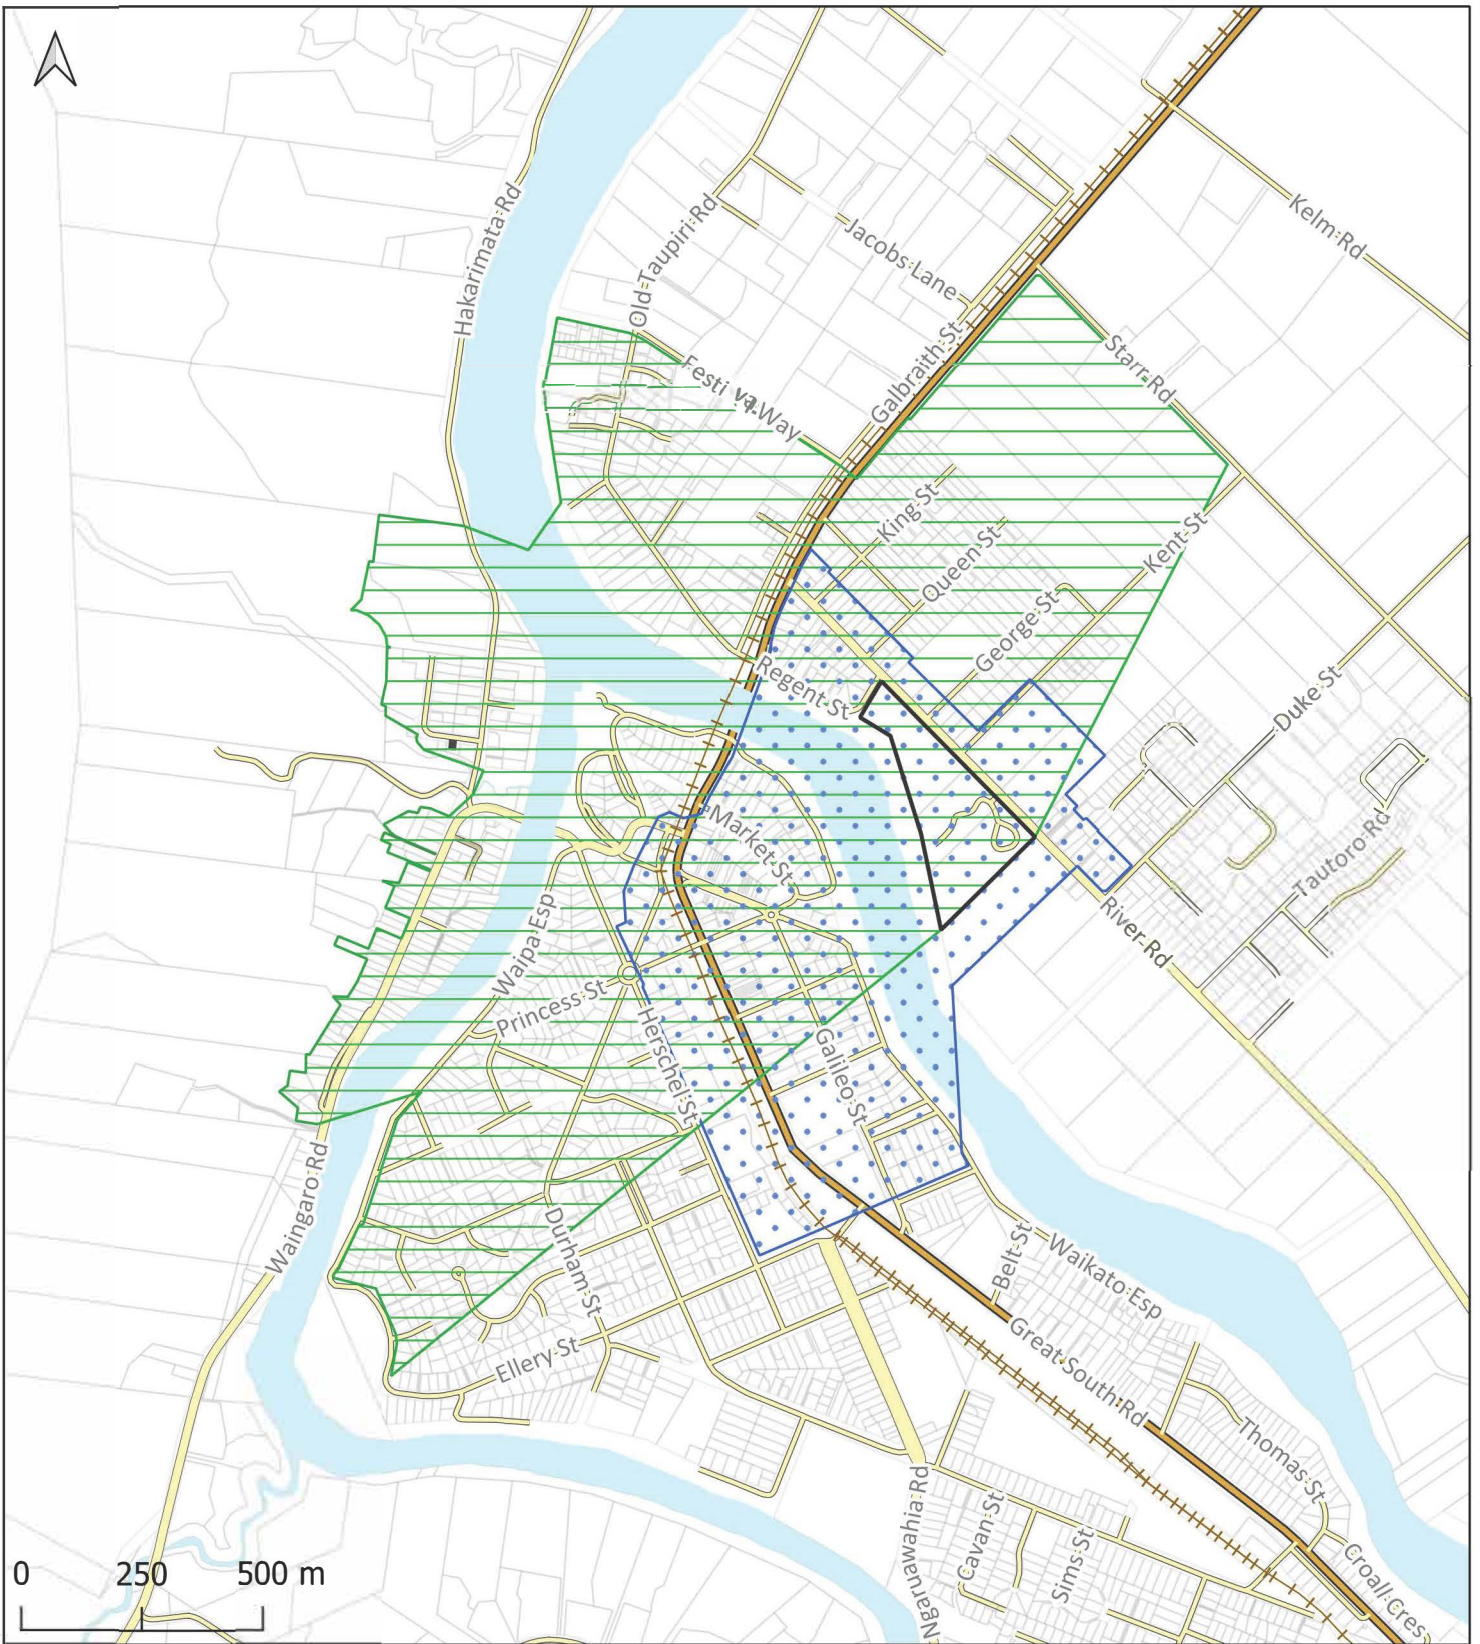 Hakarimata Rd
Old Taupiri Rd
Jacobs Lane
Kelm Rd
Galbraith St
Starr Rd
Festi
Way
King St
Queen St
Kent St
George St
Regent St
Duke St
Market St
Tautoro Rd
Waipa Esp
River Rd
Princess St
Herschel St
Galileo St
Waingaro Rd
Durham St
Belt St
Waikato Esp
Ellery St
Great South Rd
Thomas St
Ngaruawahia Rd
Cavan St
Sims St
Croall Cres
0 250 500 m